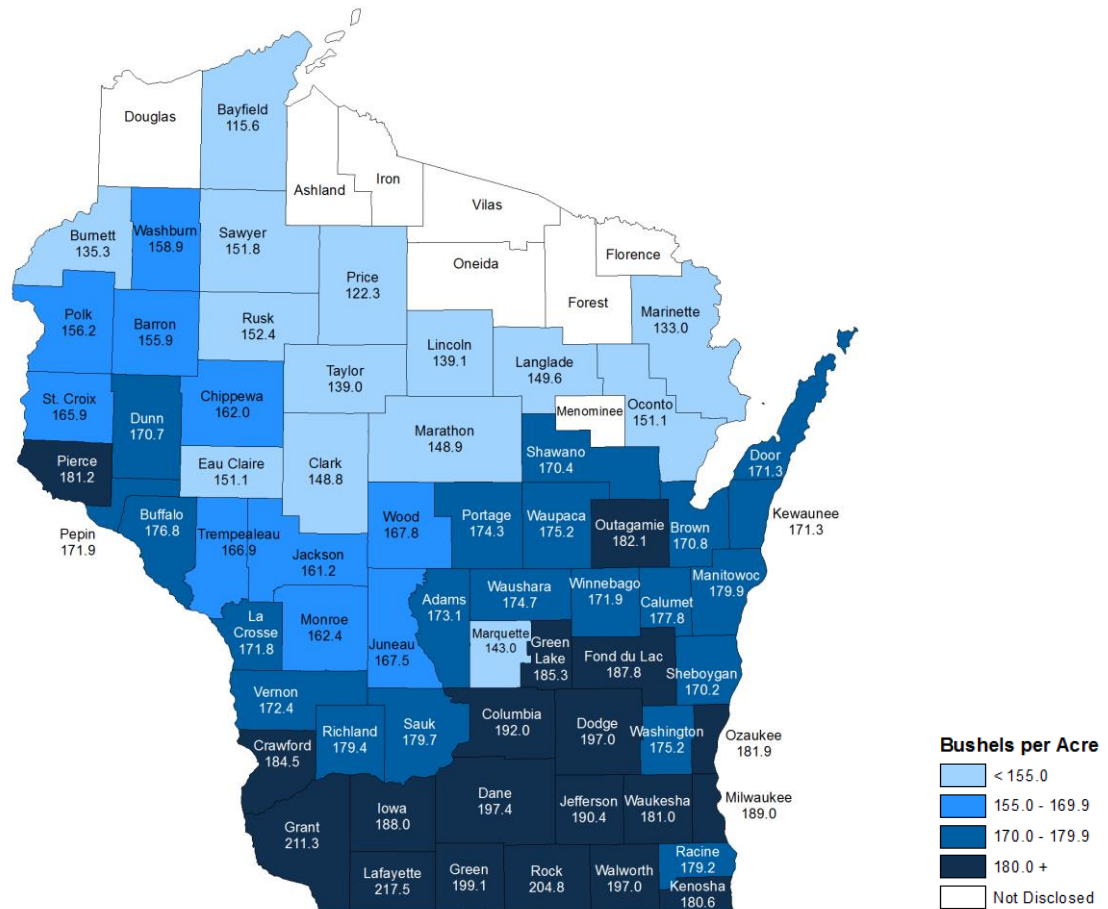 Douglas
Bayfield
115.6
Ashland
Iron
Vilas
Burnett
135.3
Washburn
158.9
Sawyer
151.8
Price
122.3
Oneida
Florence
Forest
Marinette
133.0
Polk
156.2
Barron
155.9
Rusk
152.4
Lincoln
139.1
Langlade
149.6
Taylor
139.0
St. Croix
165.9
Dunn
170.7
Chippewa
162.0
Menominee
Oconto
151.1
Marathon
148.9
Shawano
170.4
Door
171.3
Pierce
181.2
Eau Claire
151.1
Clark
148.8
Pepin
171.9
Buffalo
176.8
Trempealeau
166.9
Jackson
161.2
Wood
167.8
Portage
174.3
Waupaca
175.2
Outagamie
182.1
Brown
170.8
Kewaunee
171.3
Manitowoc
179.9
La
Crosse
171.8
Monroe
162.4
Juneau
167.5
Adams
173.1
Waushara
174.7
Winnebago
171.9
Calumet
177.8
Marquette
143.0
Green
Lake
185.3
Fond du Lac
187.8
Sheboygan
170.2
Vernon
172.4
Richland
179.4
Sauk
179.7
Columbia
192.0
Dodge
197.0
Washington
175.2
Ozaukee
181.9
Crawford
184.5
Grant
211.3
Iowa
188.0
Dane
197.4
Jefferson
190.4
Waukesha
181.0
Milwaukee
189.0
Lafayette
217.5
Green
199.1
Rock
204.8
Walworth
197.0
Racine
179.2
Kenosha
180.6
Bushels per Acre
< 155.0
155.0 - 169.9
170.0 - 179.9
180.0 +
Not Disclosed